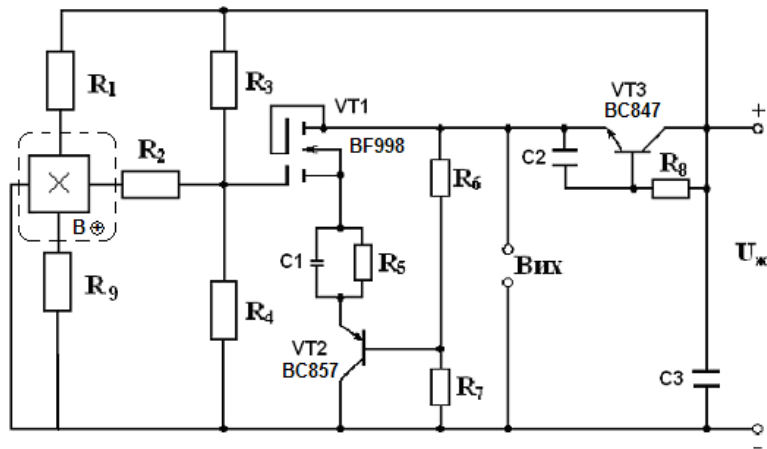 R1
R3
VT1
BF998
VT3
BC847
+
R2
C2
R8
R6
B ⊕
R9
R4
C1
R5
Вих
Uж
VT2
BC857
R7
C3
-